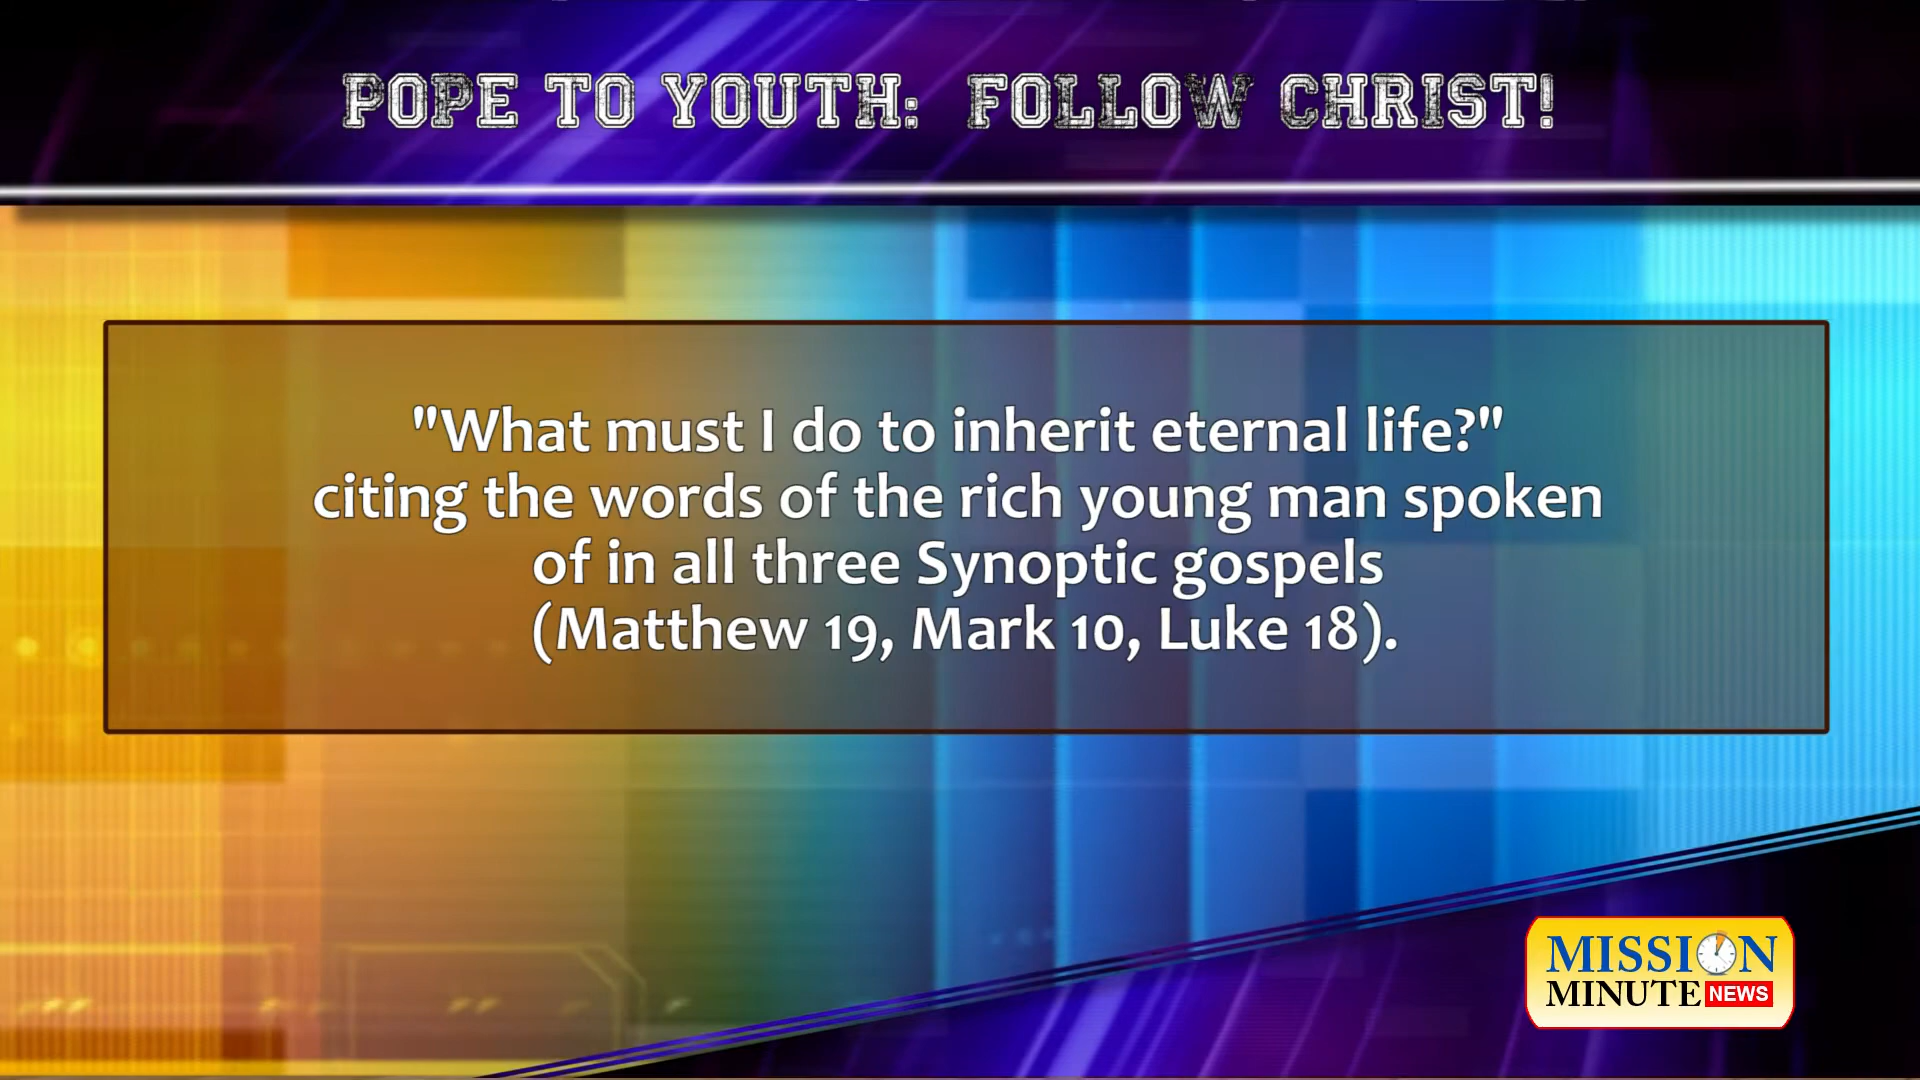 POPE TO YOUTH: FOLLOW CHRIST!
"What must I do to inherit eternal life?"
citing the words of the rich young man spoken
of in all three Synoptic gospels
(Matthew 19, Mark 10, Luke 18).
MISSION
MINUTE NEWS